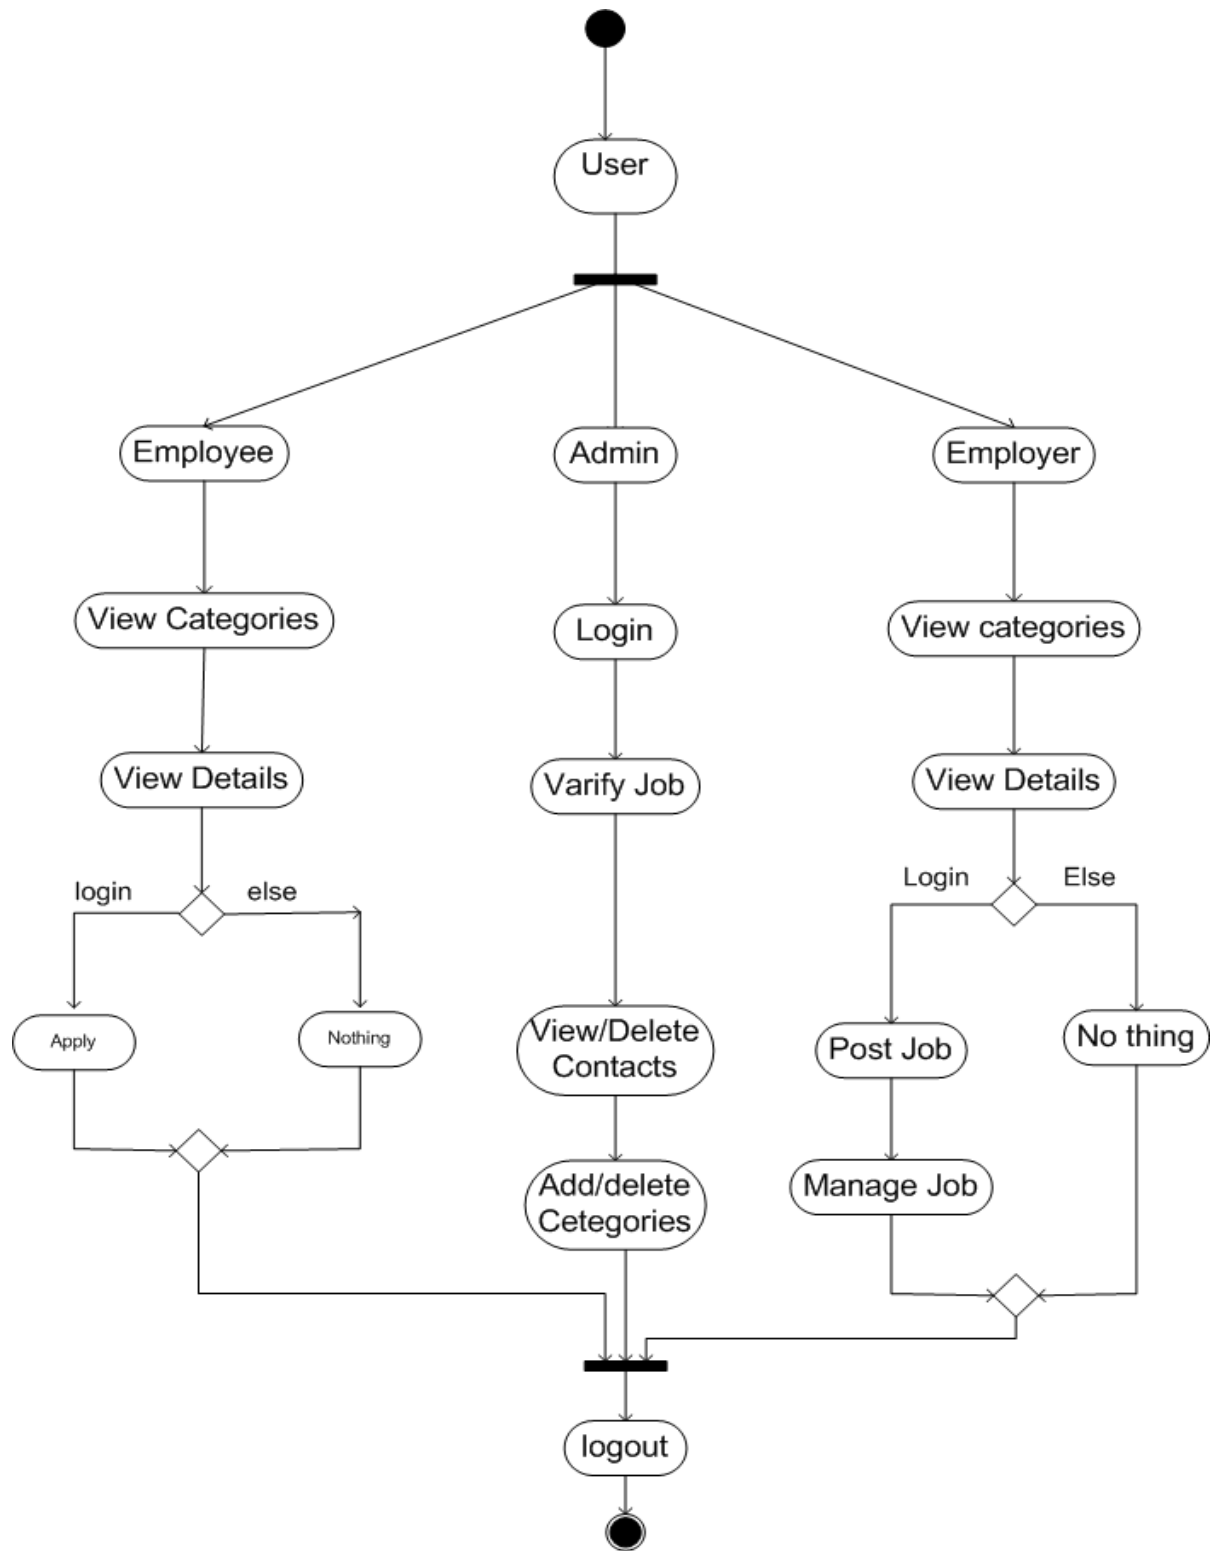 User
Employee
Admin
Employer
View Categories
Login
View categories
View Details
Varify Job
View Details
login
else
Login
Else
Apply
Nothing
View/Delete
Contacts
Post Job
No thing
Add/delete
Cetegories
Manage Job
logout